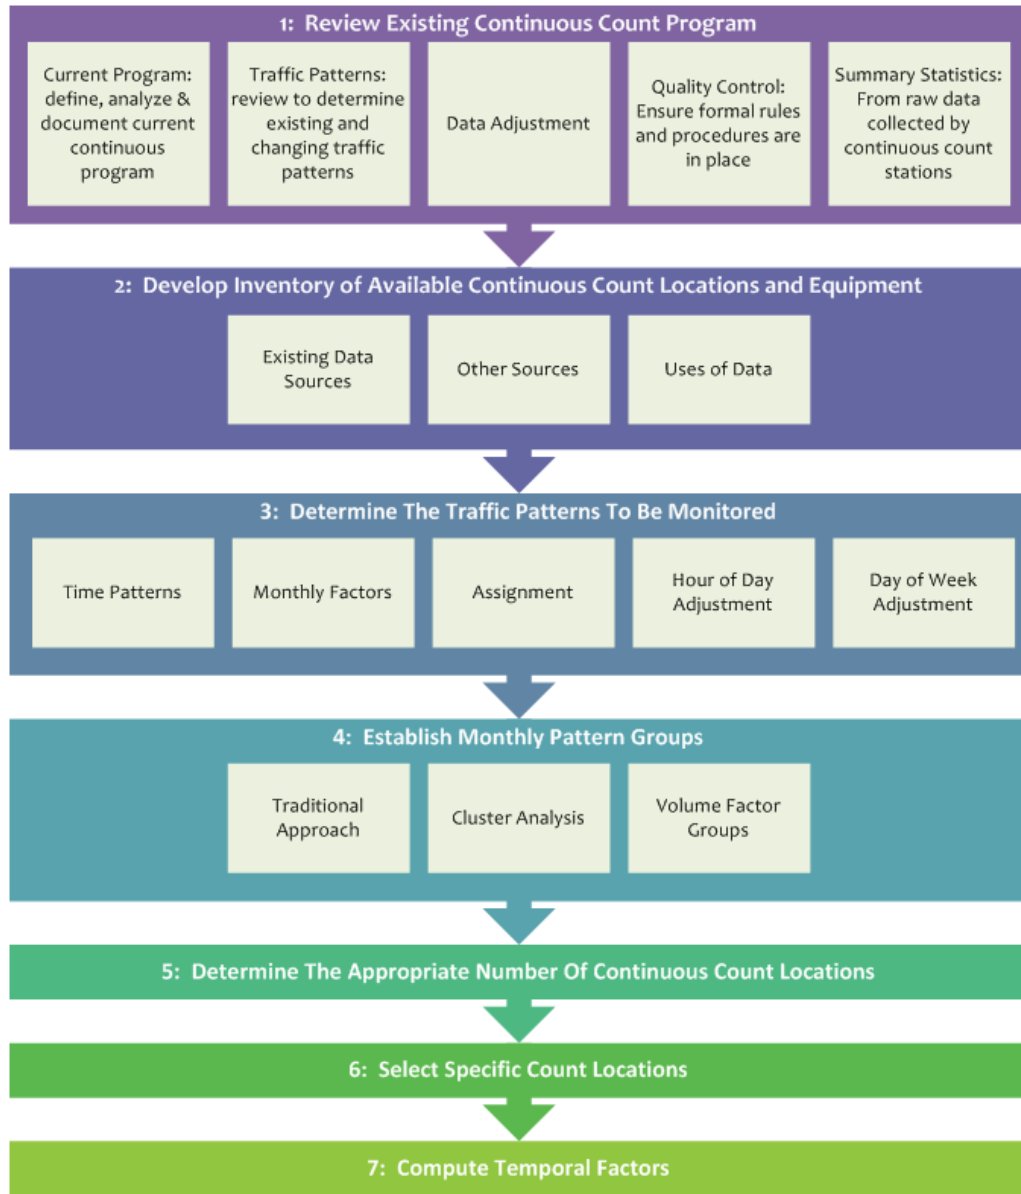 1: Review Existing Continuous Count Program
Current Program:
define, analyze &
document current
continuous
program
Traffic Patterns:
review to determine
existing and
changing traffic
patterns
Data Adjustment
Quality Control:
Ensure formal rules
and procedures are
in place
Summary Statistics:
From raw data
collected by
continuous count
stations
2: Develop Inventory of Available Continuous Count Locations and Equipment
Existing Data
Sources
Other Sources
Uses of Data
3: Determine The Traffic Patterns To Be Monitored
Time Patterns
Monthly Factors
Assignment
Hour of Day
Adjustment
Day of Week
Adjustment
4: Establish Monthly Pattern Groups
Traditional
Approach
Cluster Analysis
Volume Factor
Groups
5: Determine The Appropriate Number Of Continuous Count Locations
6: Select Specific Count Locations
7: Compute Temporal Factors